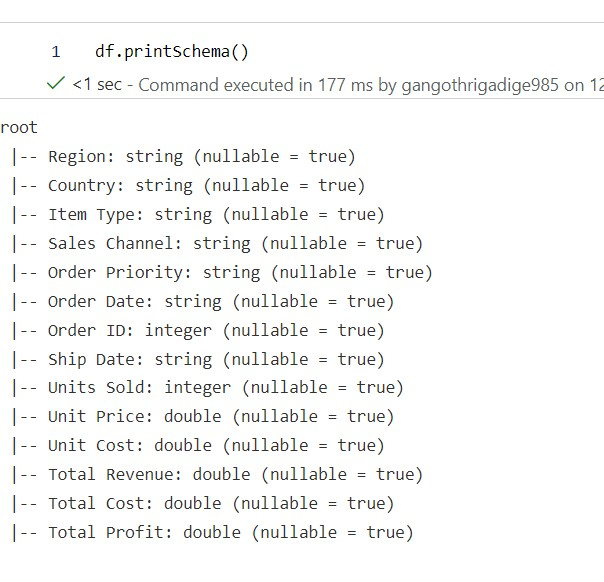 1 df.printSchema()
<1 sec - Command executed in 177 ms by gangothrigadige985 on 12
root
|-- Region: string (nullable = true)
|-- Country: string (nullable = true)
|-- Item Type: string (nullable = true)
|-- Sales Channel: string (nullable = true)
|-- Order Priority: string (nullable = true)
|-- Order Date: string (nullable = true)
|-- Order ID: integer (nullable = true)
|-- Ship Date: string (nullable = true)
|-- Units Sold: integer (nullable = true)
|-- Unit Price: double (nullable = true)
|-- Unit Cost: double (nullable = true)
|-- Total Revenue: double (nullable = true)
|-- Total Cost: double (nullable = true)
|-- Total Profit: double (nullable = true)